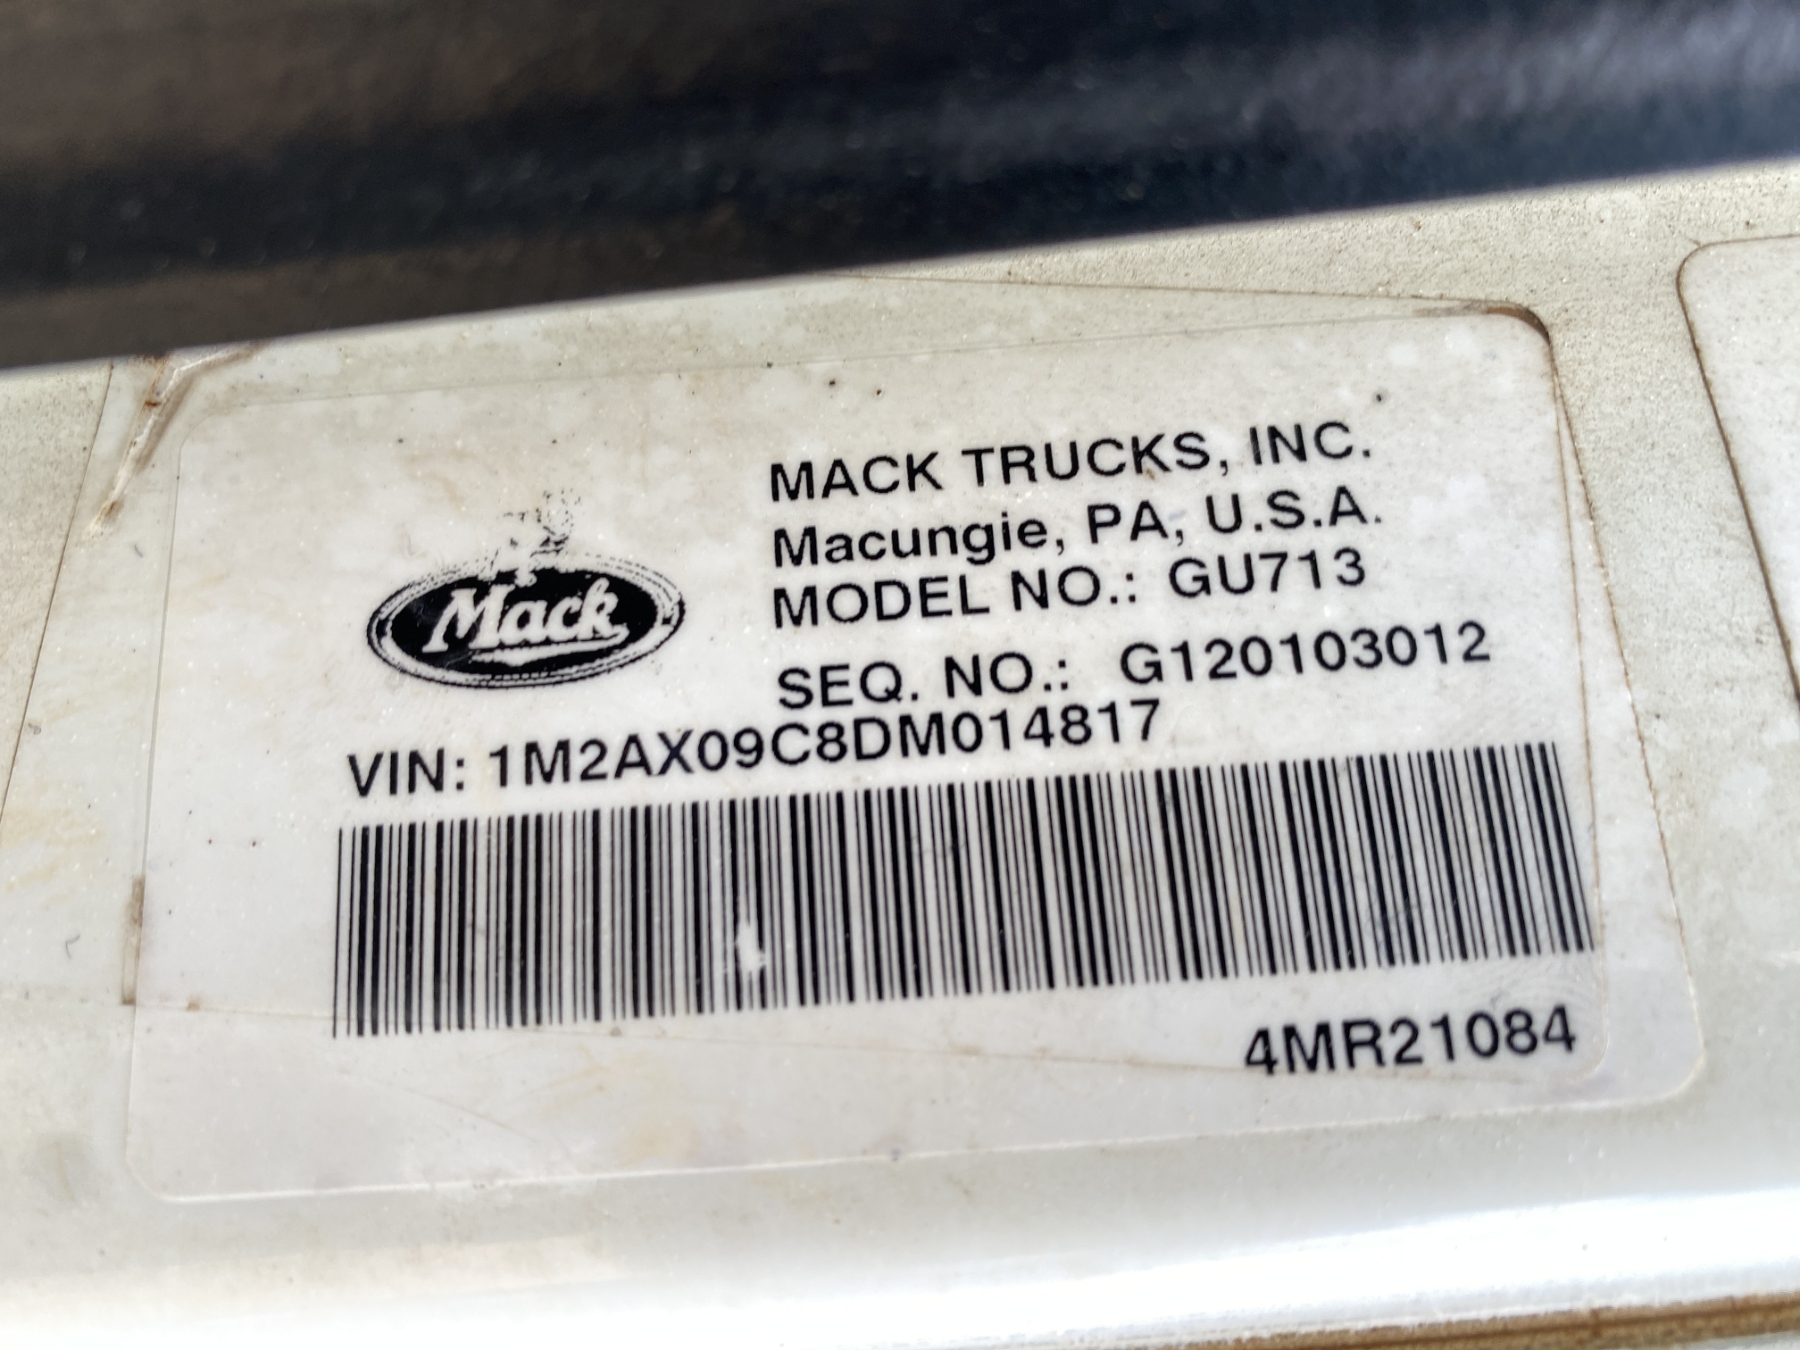 MACK TRUCKS, INC.
Macungie, PA, U.S.A.
MODEL NO.: GU713
SEQ. NO.: G120103012
Mack
VIN: 1M2AX09C8DM014817
4MR21084